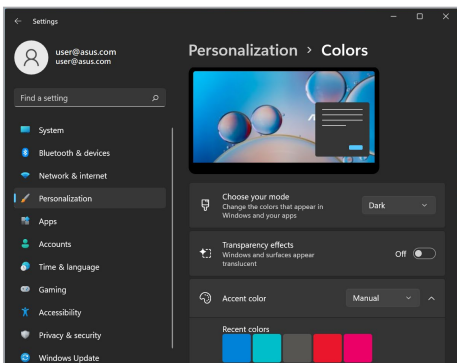 Settings
user@asus.com
user@asus.com
Find a setting
System
Bluetooth & devices
Network & internet
Personalization
Apps
Accounts
Time & language
Gaming
Accessibility
Privacy & security
Windows Update
Personalization > Colors
Choose your mode
Change the colors that appear in
Windows and your apps
Dark
Transparency effects
Windows and surfaces appear
translucent
Off
Accent color
Manual
Recent colors